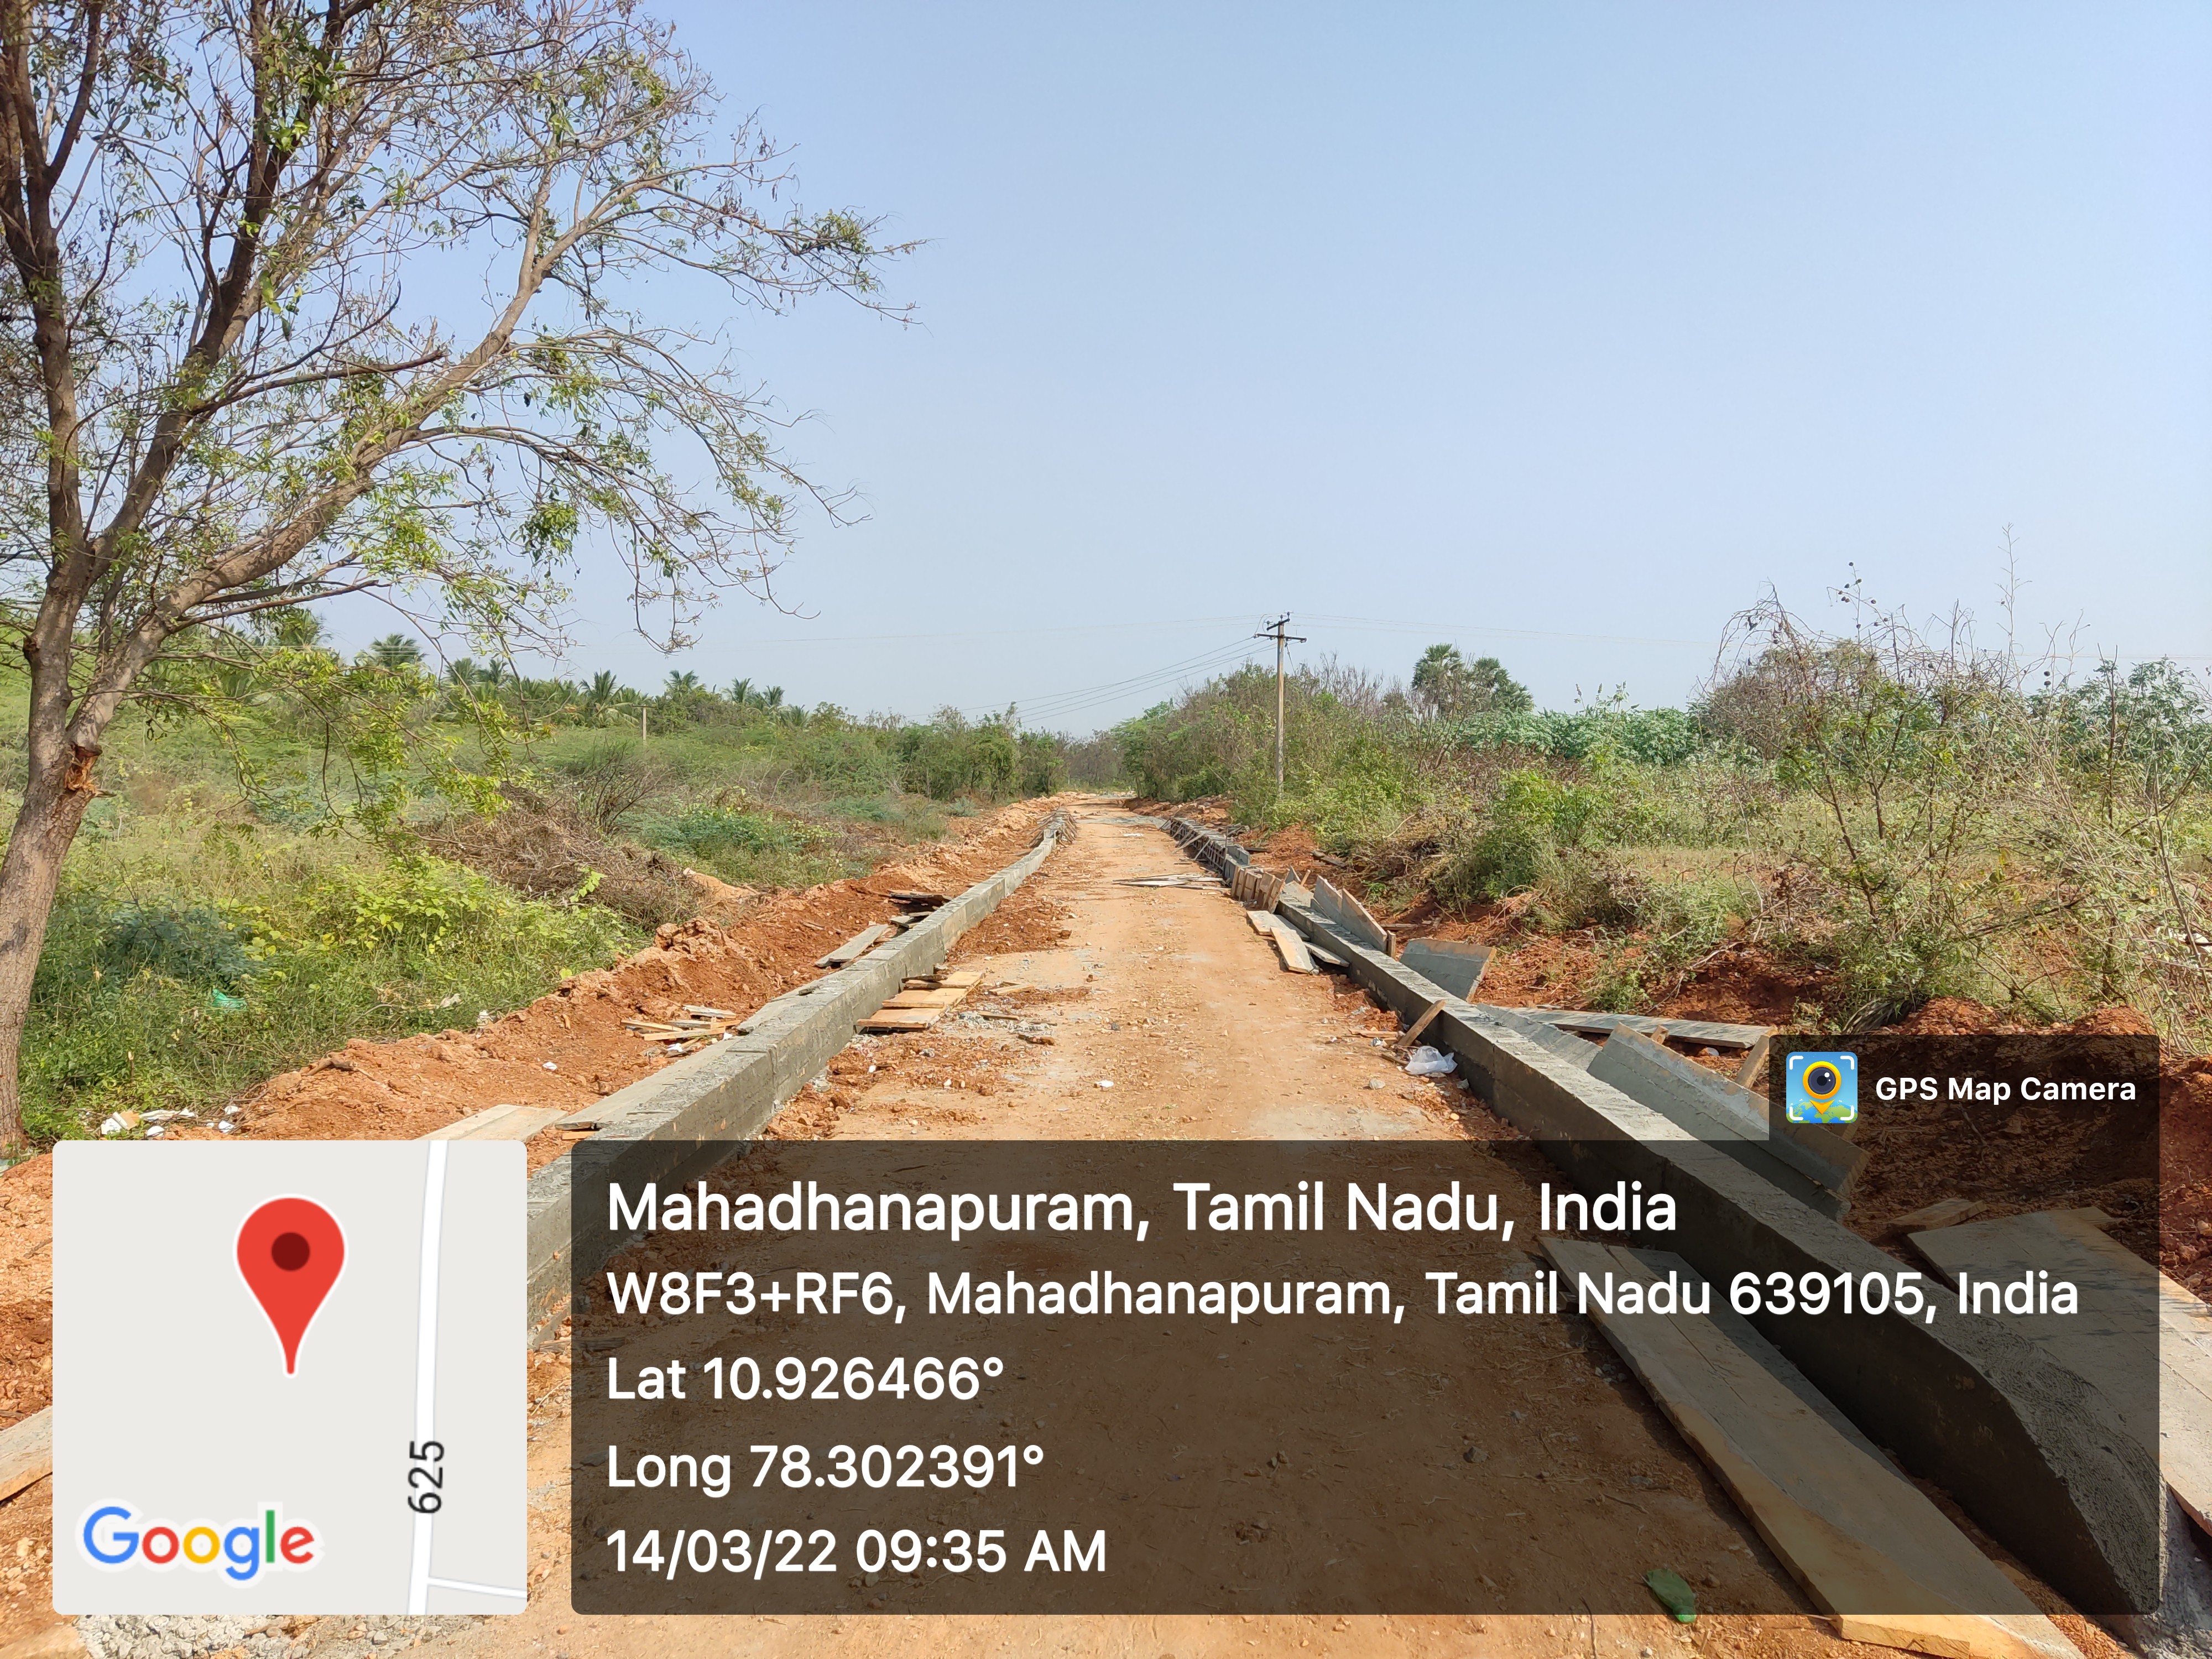 GPS Map Camera
Mahadhanapuram, Tamil Nadu, India
W8F3+RF6, Mahadhanapuram, Tamil Nadu 639105, India
Lat 10.926466°
Long 78.302391°
14/03/22 09:35 AM
625
Google